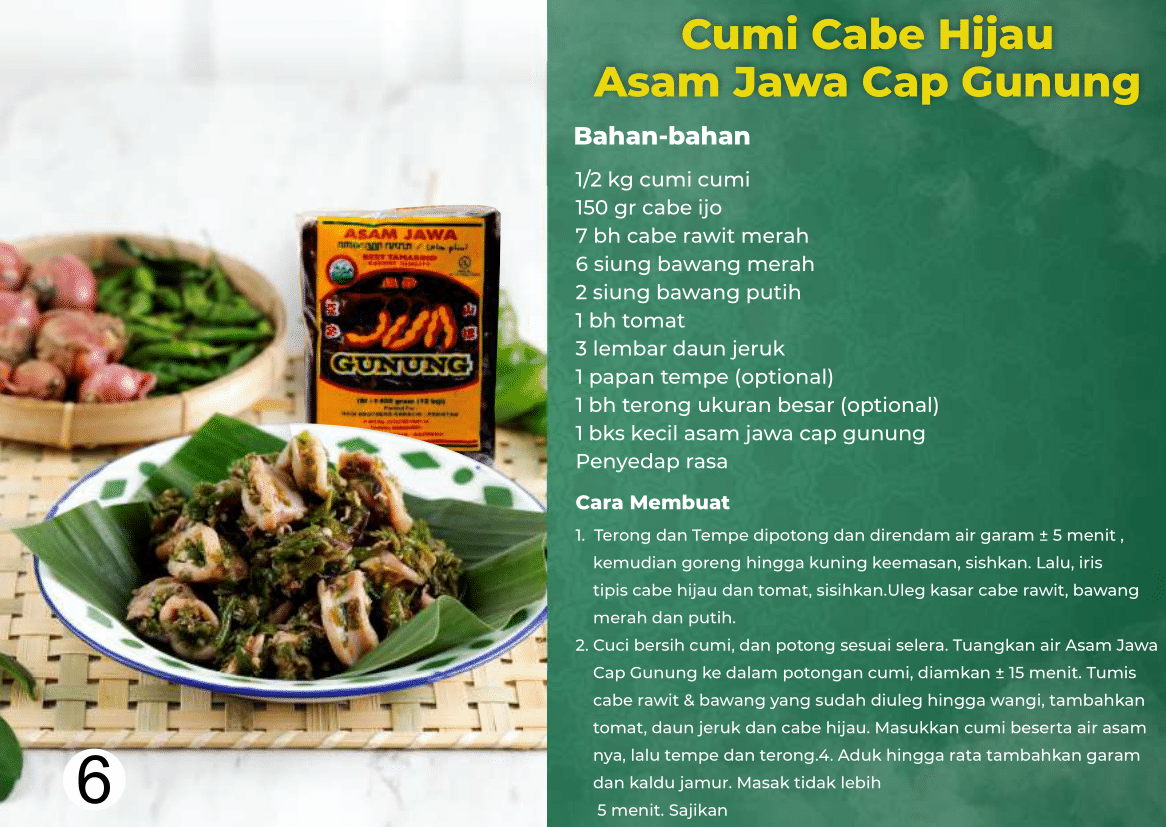 Cumi Cabe Hijau
Asam Jawa Cap Gunung
Bahan-bahan
1/2 kg cumi cumi
150 gr cabe ijo
7 bh cabe rawit merah
6 siung bawang merah
2 siung bawang putih
1 bh tomat
3 lembar daun jeruk
1 papan tempe (optional)
1 bh terong ukuran besar (optional)
1 bks kecil asam jawa cap gunung
Penyedap rasa
Cara Membuat
1. Terong dan Tempe dipotong dan direndam air garam ± 5 menit ,
kemudian goreng hingga kuning keemasan, sishkan. Lalu, iris
tipis cabe hijau dan tomat, sisihkan.Uleg kasar cabe rawit, bawang
merah dan putih.
2. Cuci bersih cumi, dan potong sesuai selera. Tuangkan air Asam Jawa
Cap Gunung ke dalam potongan cumi, diamkan ± 15 menit. Tumis
cabe rawit & bawang yang sudah diuleg hingga wangi, tambahkan
tomat, daun jeruk dan cabe hijau. Masukkan cumi beserta air asam
nya, lalu tempe dan terong.4. Aduk hingga rata tambahkan garam
dan kaldu jamur. Masak tidak lebih
5 menit. Sajikan
ASAM JAWA
BEST TAMARIND
GUNUNG
6